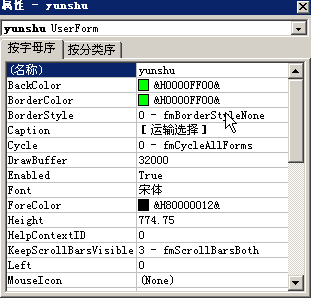 属性 - yunshu
yunshu UserForm
按字母序 按分类序
(名称) yunshu
BackColor &H0000FF00&
BorderColor &H0000FF00&
BorderStyle 0 - fmBorderStyleNone
Caption 【运输选择】
Cycle 0 - fmCycleAllForms
DrawBuffer 32000
Enabled True
Font 宋体
ForeColor &H80000012&
Height 774.75
HelpContextID 0
KeepScrollBarsVisible 3 - fmScrollBarsBoth
Left 0
MouseIcon (None)